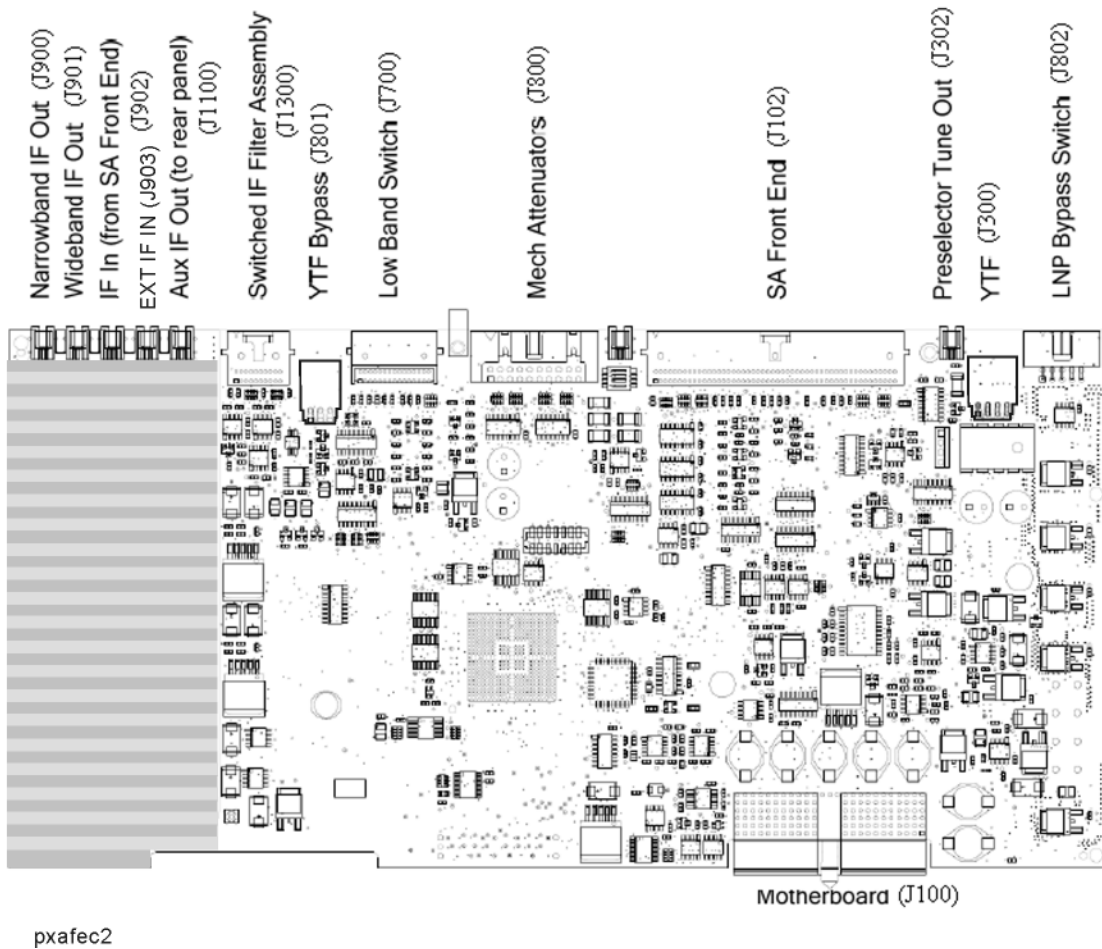 Narrowband IF Out (J900)
Wideband IF Out (J901)
IF In (from SA Front End) (J902)
EXT IF IN (J903)
Aux IF Out (to rear panel)
(J1100)
Switched IF Filter Assembly
(J1300)
YTF Bypass (J801)
Low Band Switch (J700)
Mech Attenuators (J800)
SA Front End (J102)
Preselector Tune Out (J302)
YTF (J300)
LNP Bypass Switch (J802)
Motherboard (J100)
pxafec2